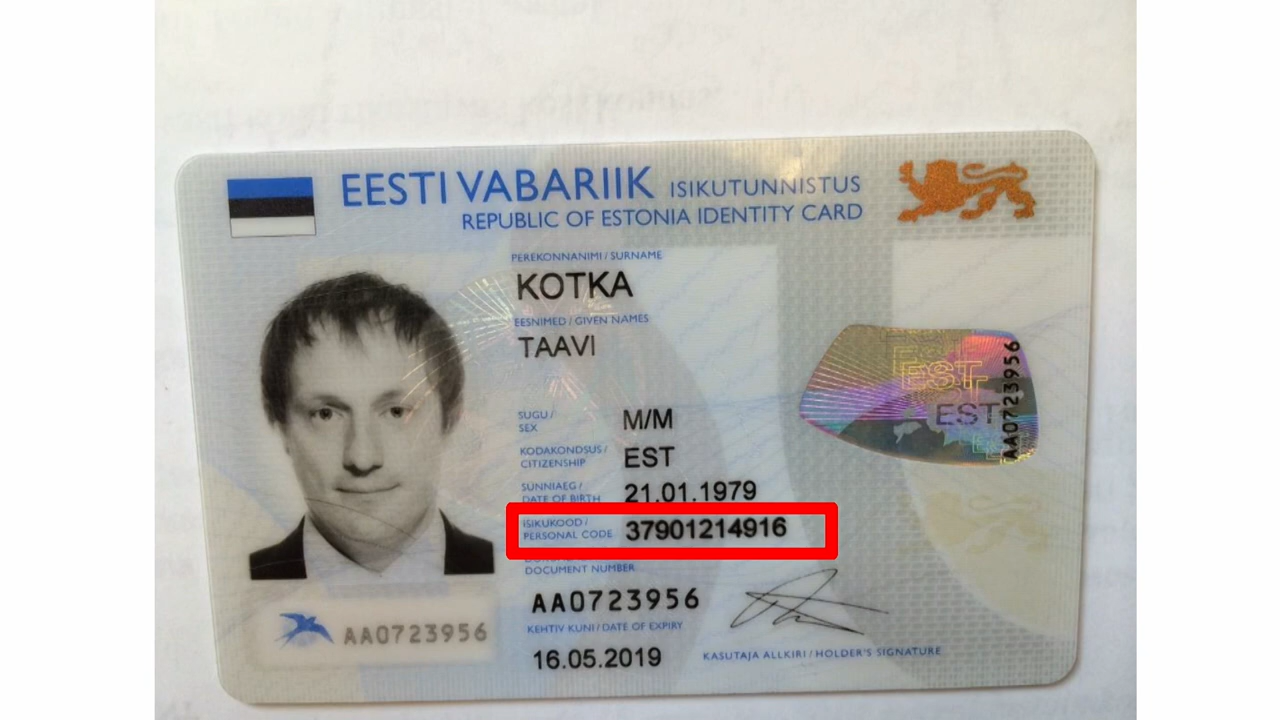 EESTI VABARIIK ISIKUTUNNISTUS
REPUBLIC OF ESTONIA IDENTITY CARD
PEREKONNANIMI / SURNAME
KOTKA
EESNIMED / GIVEN NAMES
TAAVI
SUGU /
SEX
M/M
KODAKONDSUS /
CITIZENSHIP
EST
SÜNNIAEG /
DATE OF BIRTH
21.01.1979
ISIKUKOOD /
PERSONAL CODE
37901214916
DOCUMENT NUMBER
AA0723956
KEHTIV KUNI / DATE OF EXPIRY
16.05.2019
KASUTAJA ALLKIRI / HOLDER'S SIGNATURE
AA0723956
EST
EST
AA0723956